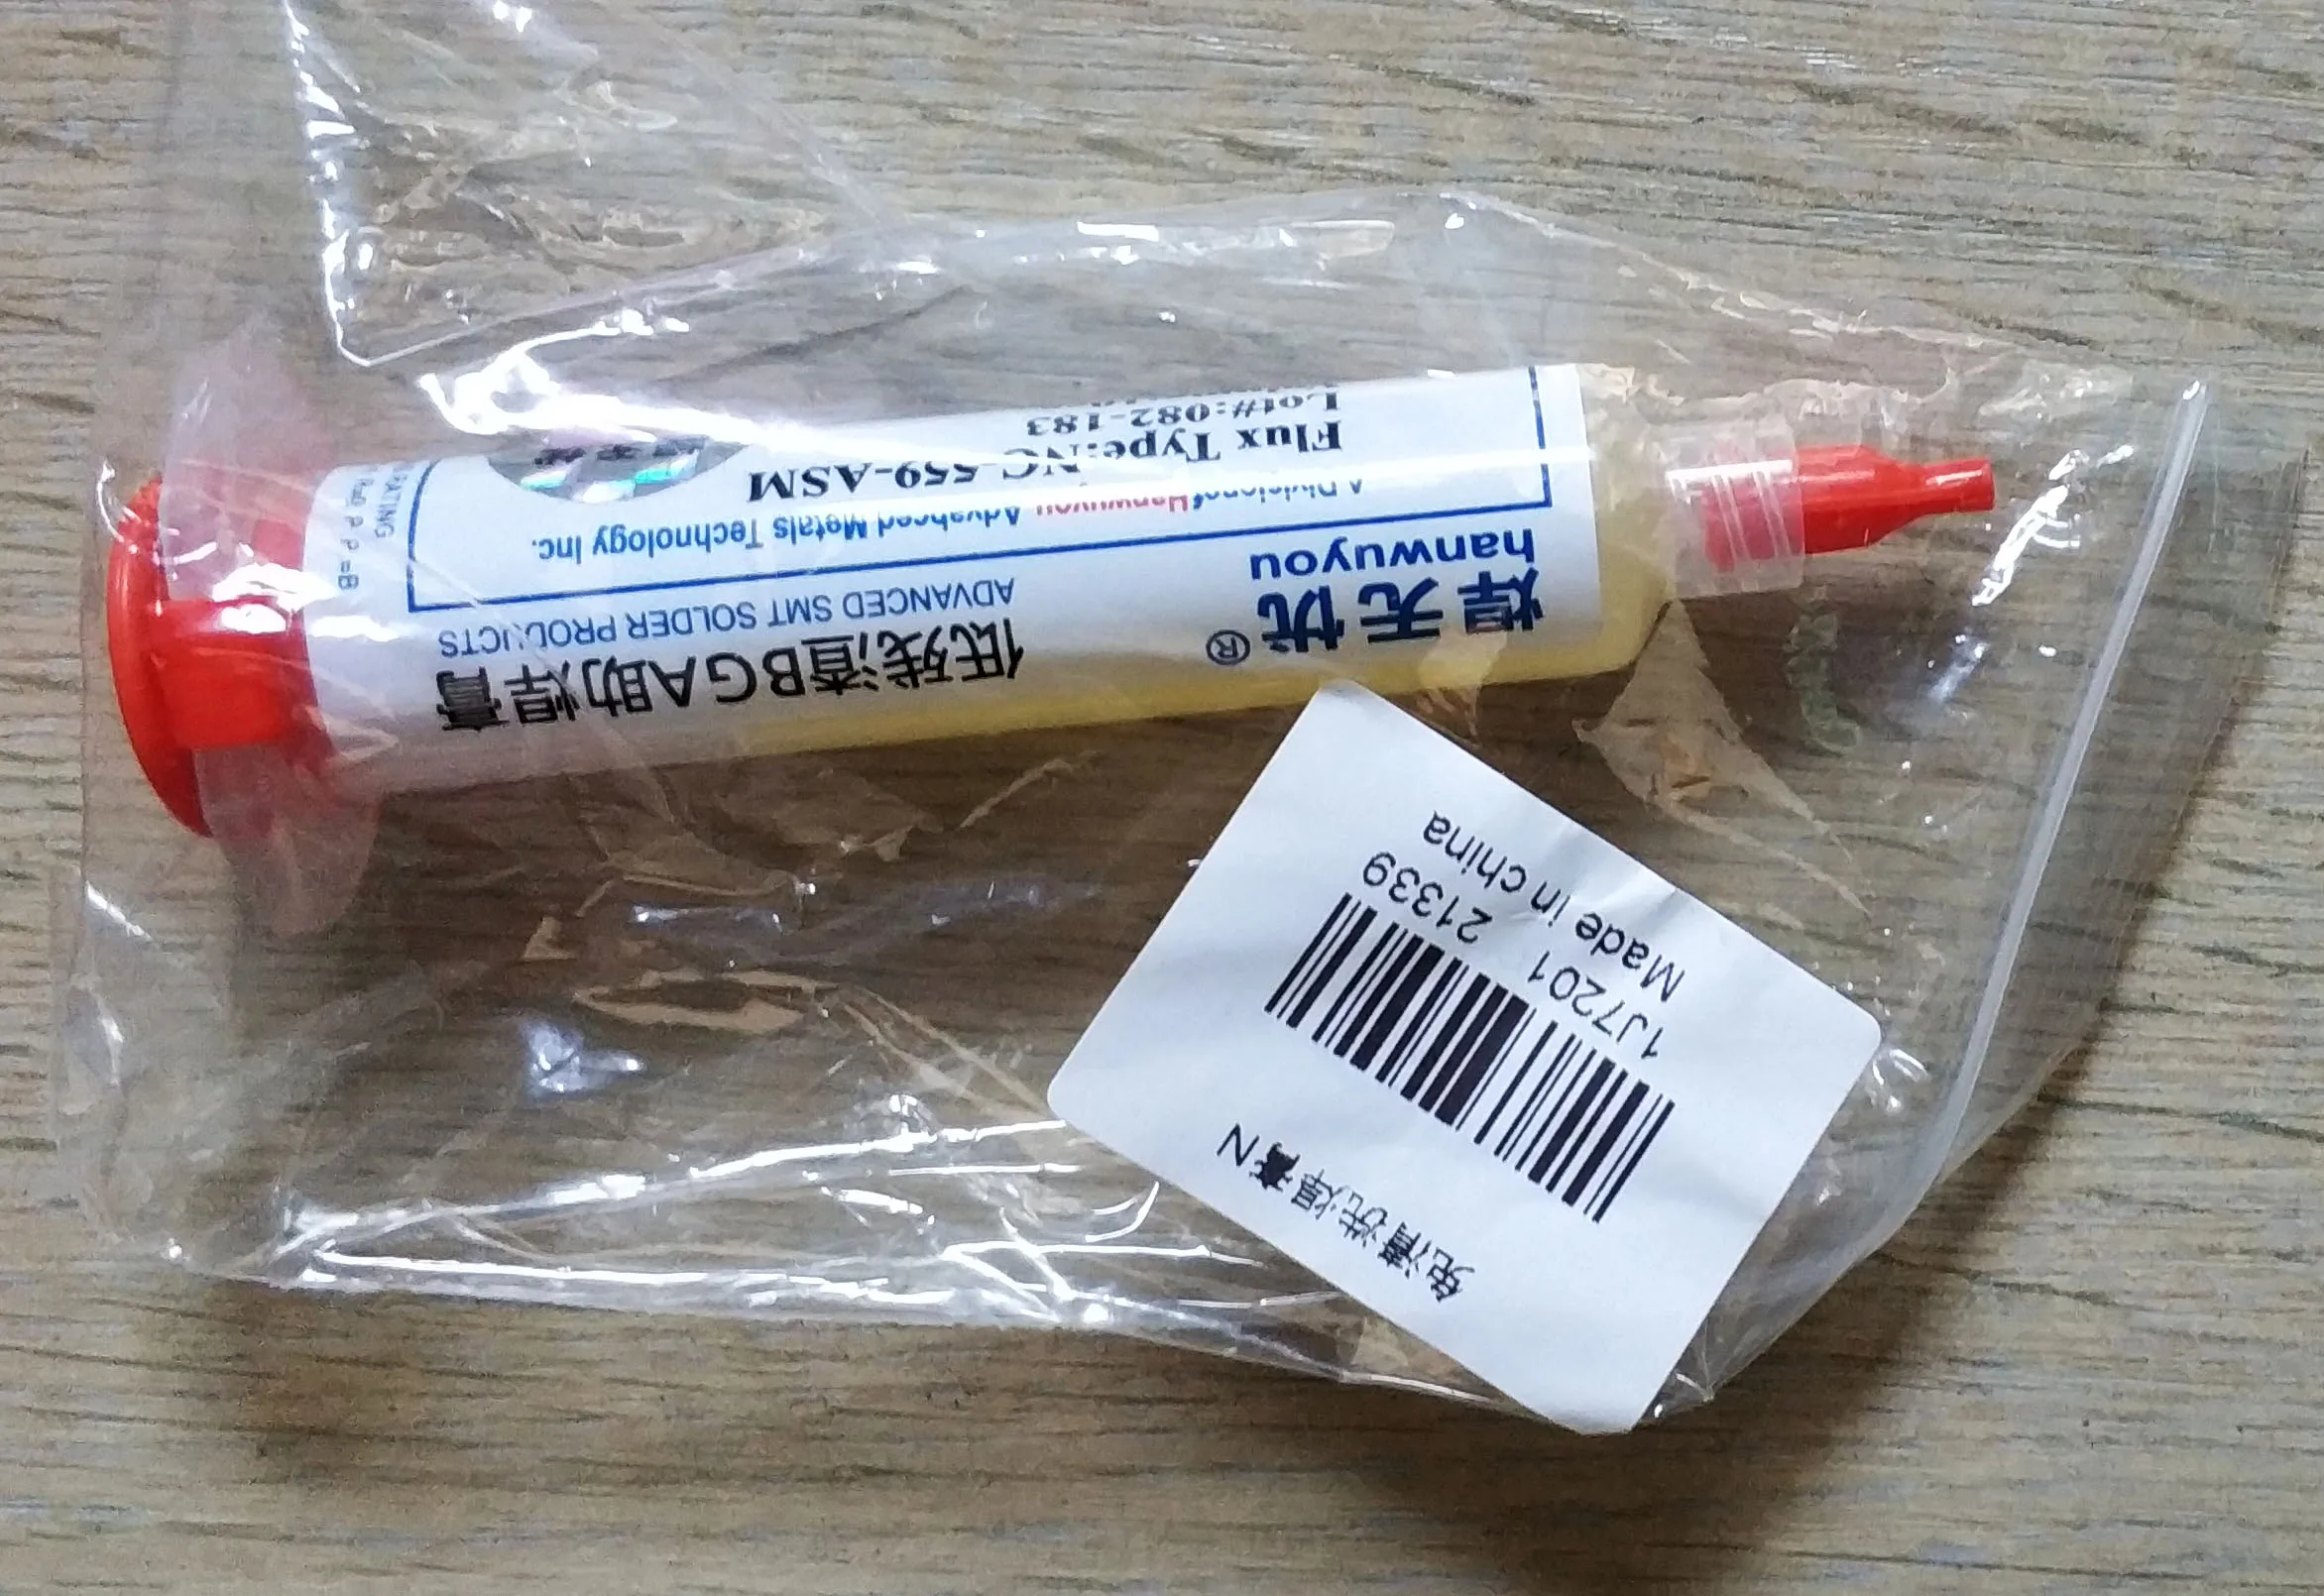 焊无忧®
hanwuyou
低残渣BGA助焊膏
ADVANCED SMT SOLDER PRODUCTS
A Division of Hanwuyou Advahced Metals Technology Inc.
Flux Type:NC-559-ASM
Lot#:082-183
RATING
免清洗焊膏N
1J7201 21339
Made in china